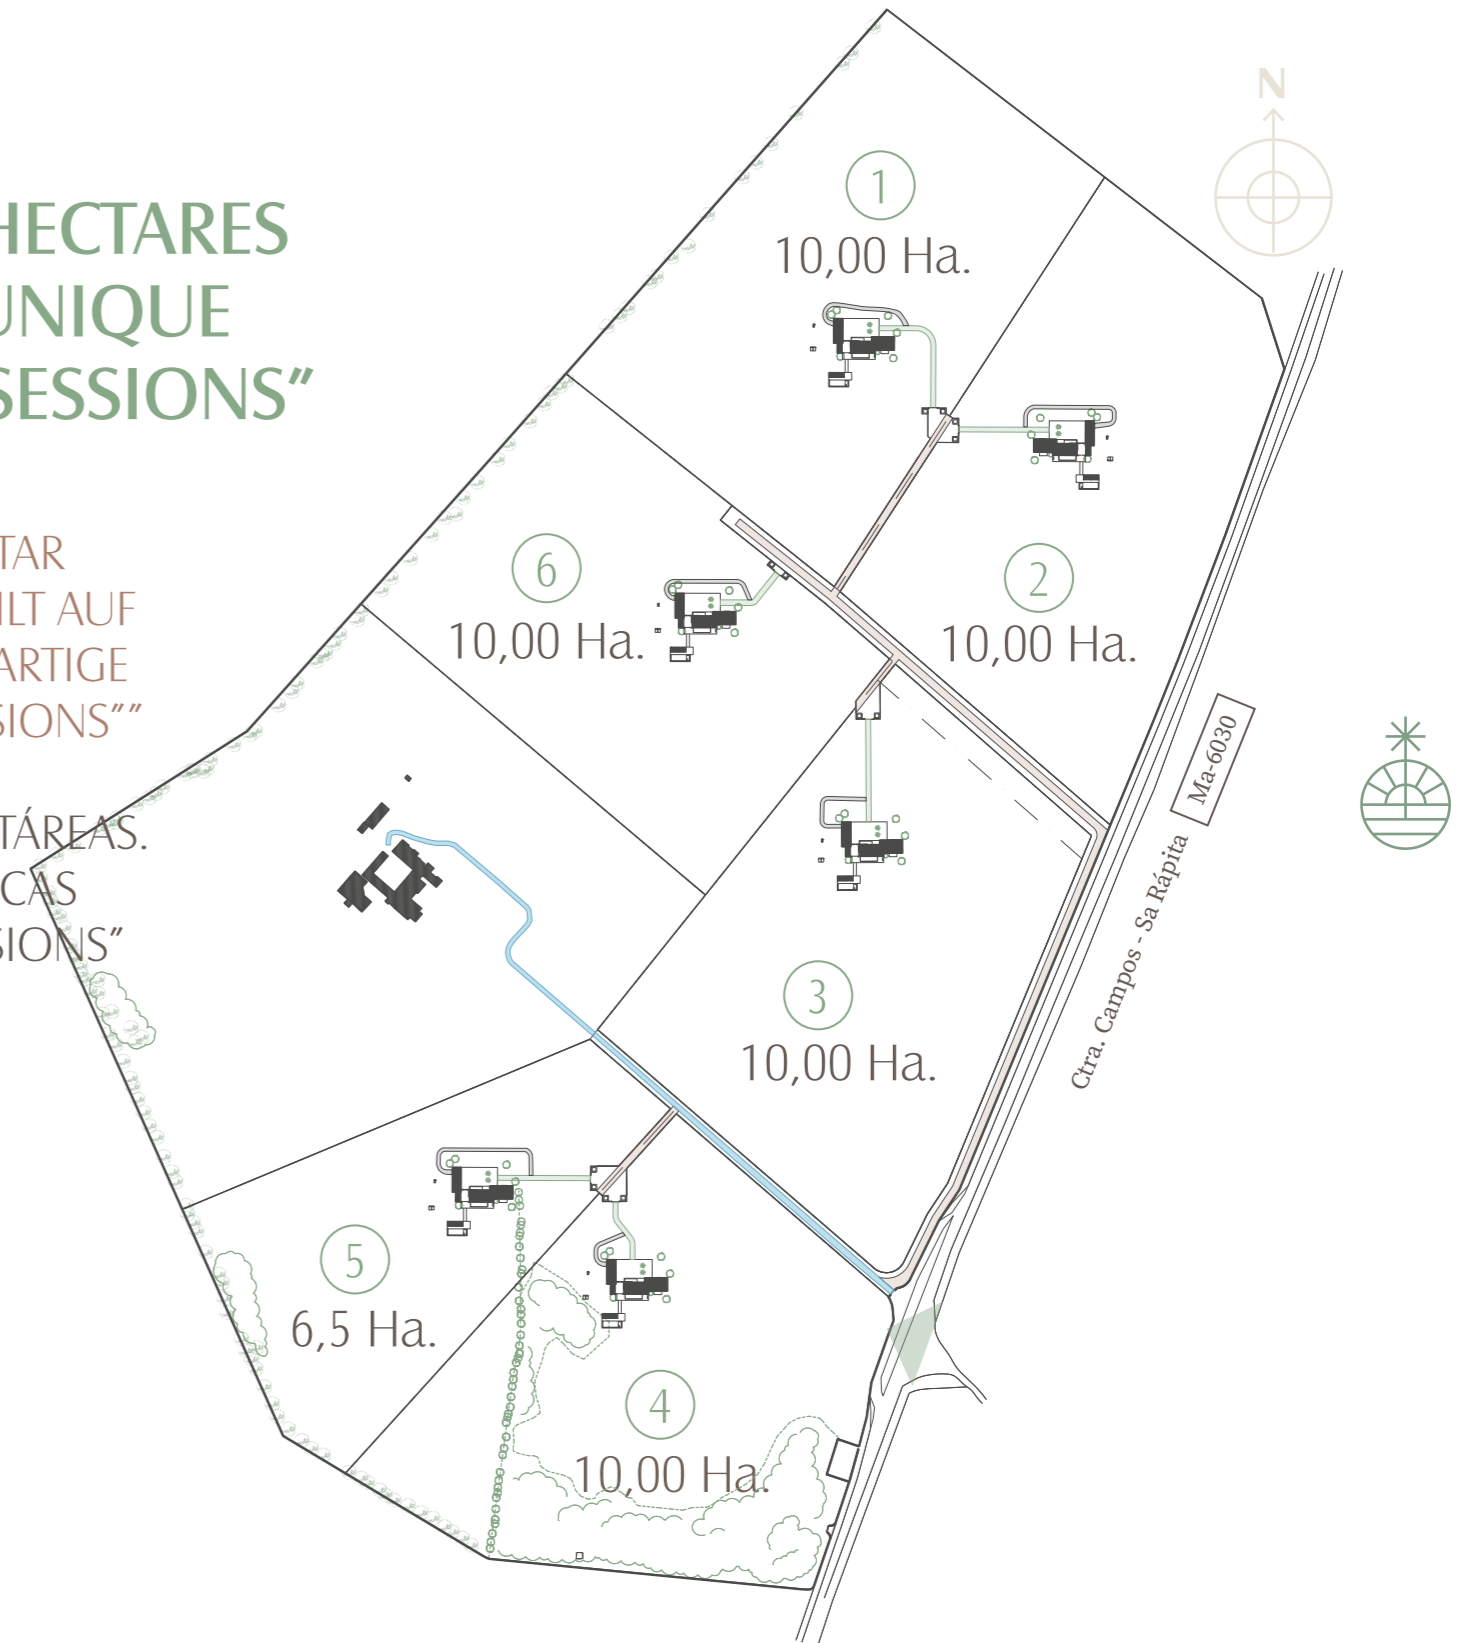 HECTARES
UNIQUE
SESSIONS”
TAR
ILT AUF
ARTIGE
SIONS””
TÁREAS.
ICAS
SIONS”
N
1
10,00 Ha.
2
10,00 Ha.
6
10,00 Ha.
3
10,00 Ha.
5
6,5 Ha.
4
10,00 Ha.
Ma-6030
Ctra. Campos - Sa Rápita